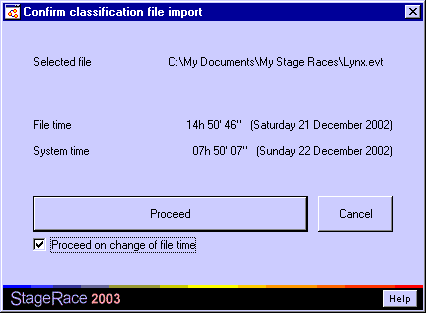 Confirm classification file import
Selected file C:\My Documents\My Stage Races\Lynx.evt
File time 14h 50' 46" (Saturday 21 December 2002)
System time 07h 50' 07" (Sunday 22 December 2002)
Proceed Cancel
Proceed on change of file time
StageRace 2003 Help